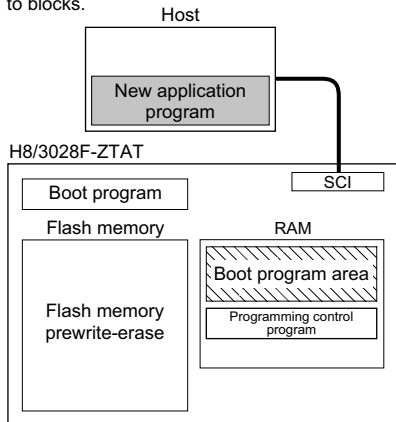 to blocks.
Host
New application
program
H8/3028F-ZTAT
SCI
Boot program
Flash memory
RAM
Boot program area
Flash memory
prewrite-erase
Programming control
program